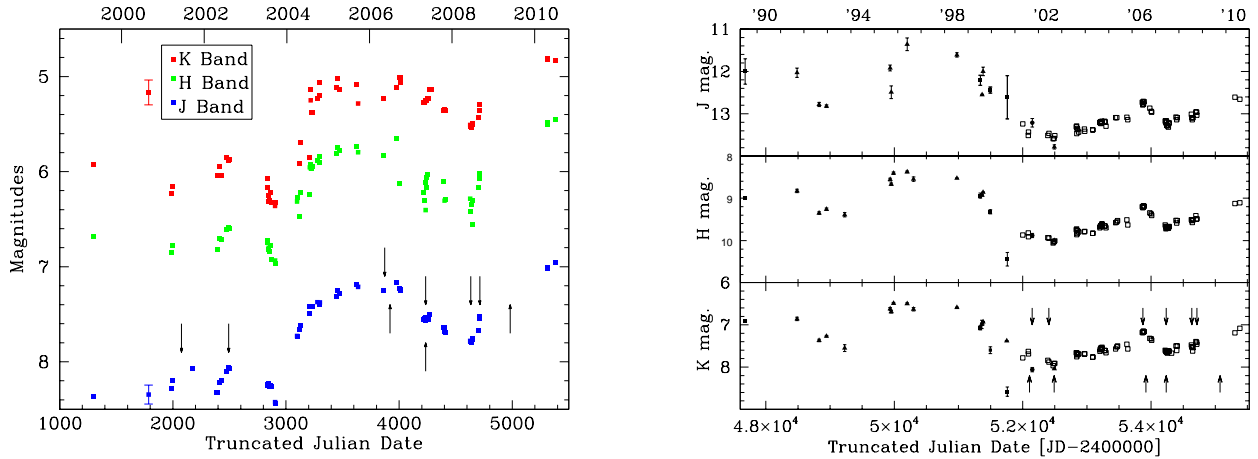 2000 2002 2004 2006 2008 2010
K Band
H Band
J Band
5
6
7
8
Magnitudes
1000 2000 3000 4000 5000
Truncated Julian Date
'90 '94 '98 '02 '06 '10
11
12
13
J mag.
8
9
10
H mag.
6
7
8
K mag.
4.8×10⁴ 5×10⁴ 5.2×10⁴ 5.4×10⁴
Truncated Julian Date [JD-2400000]